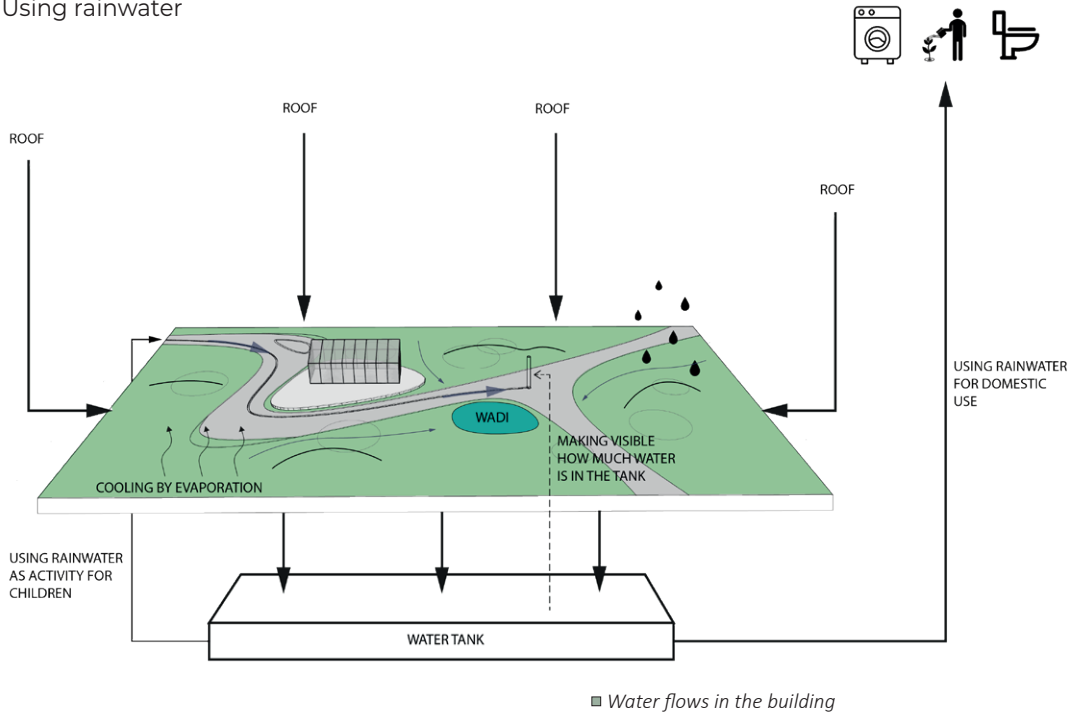 Using rainwater
ROOF
ROOF
ROOF
ROOF
WADI
MAKING VISIBLE
HOW MUCH WATER
IS IN THE TANK
COOLING BY EVAPORATION
USING RAINWATER
FOR DOMESTIC
USE
USING RAINWATER
AS ACTIVITY FOR
CHILDREN
WATER TANK
Water flows in the building